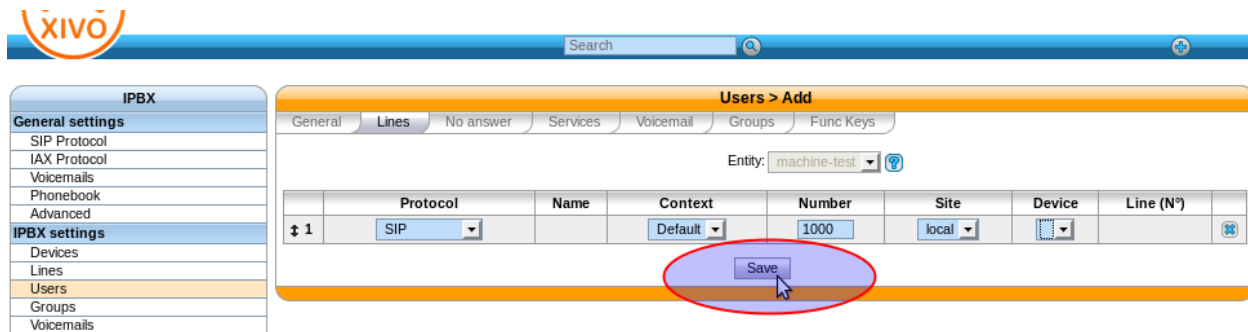 XIVO
Search
IPBX
General settings
SIP Protocol
IAX Protocol
Voicemails
Phonebook
Advanced
IPBX settings
Devices
Lines
Users
Groups
Voicemails
Users > Add
General Lines No answer Services Voicemail Groups Func Keys
Entity: machine-test ?
Protocol Name Context Number Site Device Line (N°)
1 SIP Default 1000 local
Save